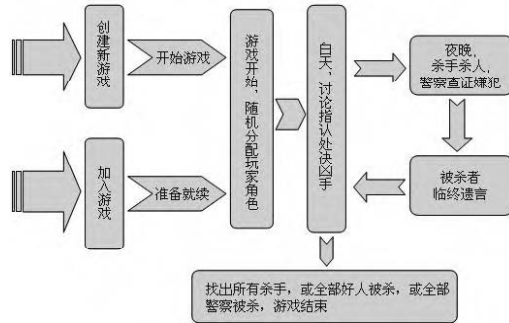 创建新游戏
开始游戏
加入游戏
准备就续
游戏开始，随机分配玩家角色
白天，讨论指认处决凶手
夜晚，
杀手杀人，
警察查证嫌犯
被杀者
临终遗言
找出所有杀手，或全部好人被杀，或全部
警察被杀，游戏结束